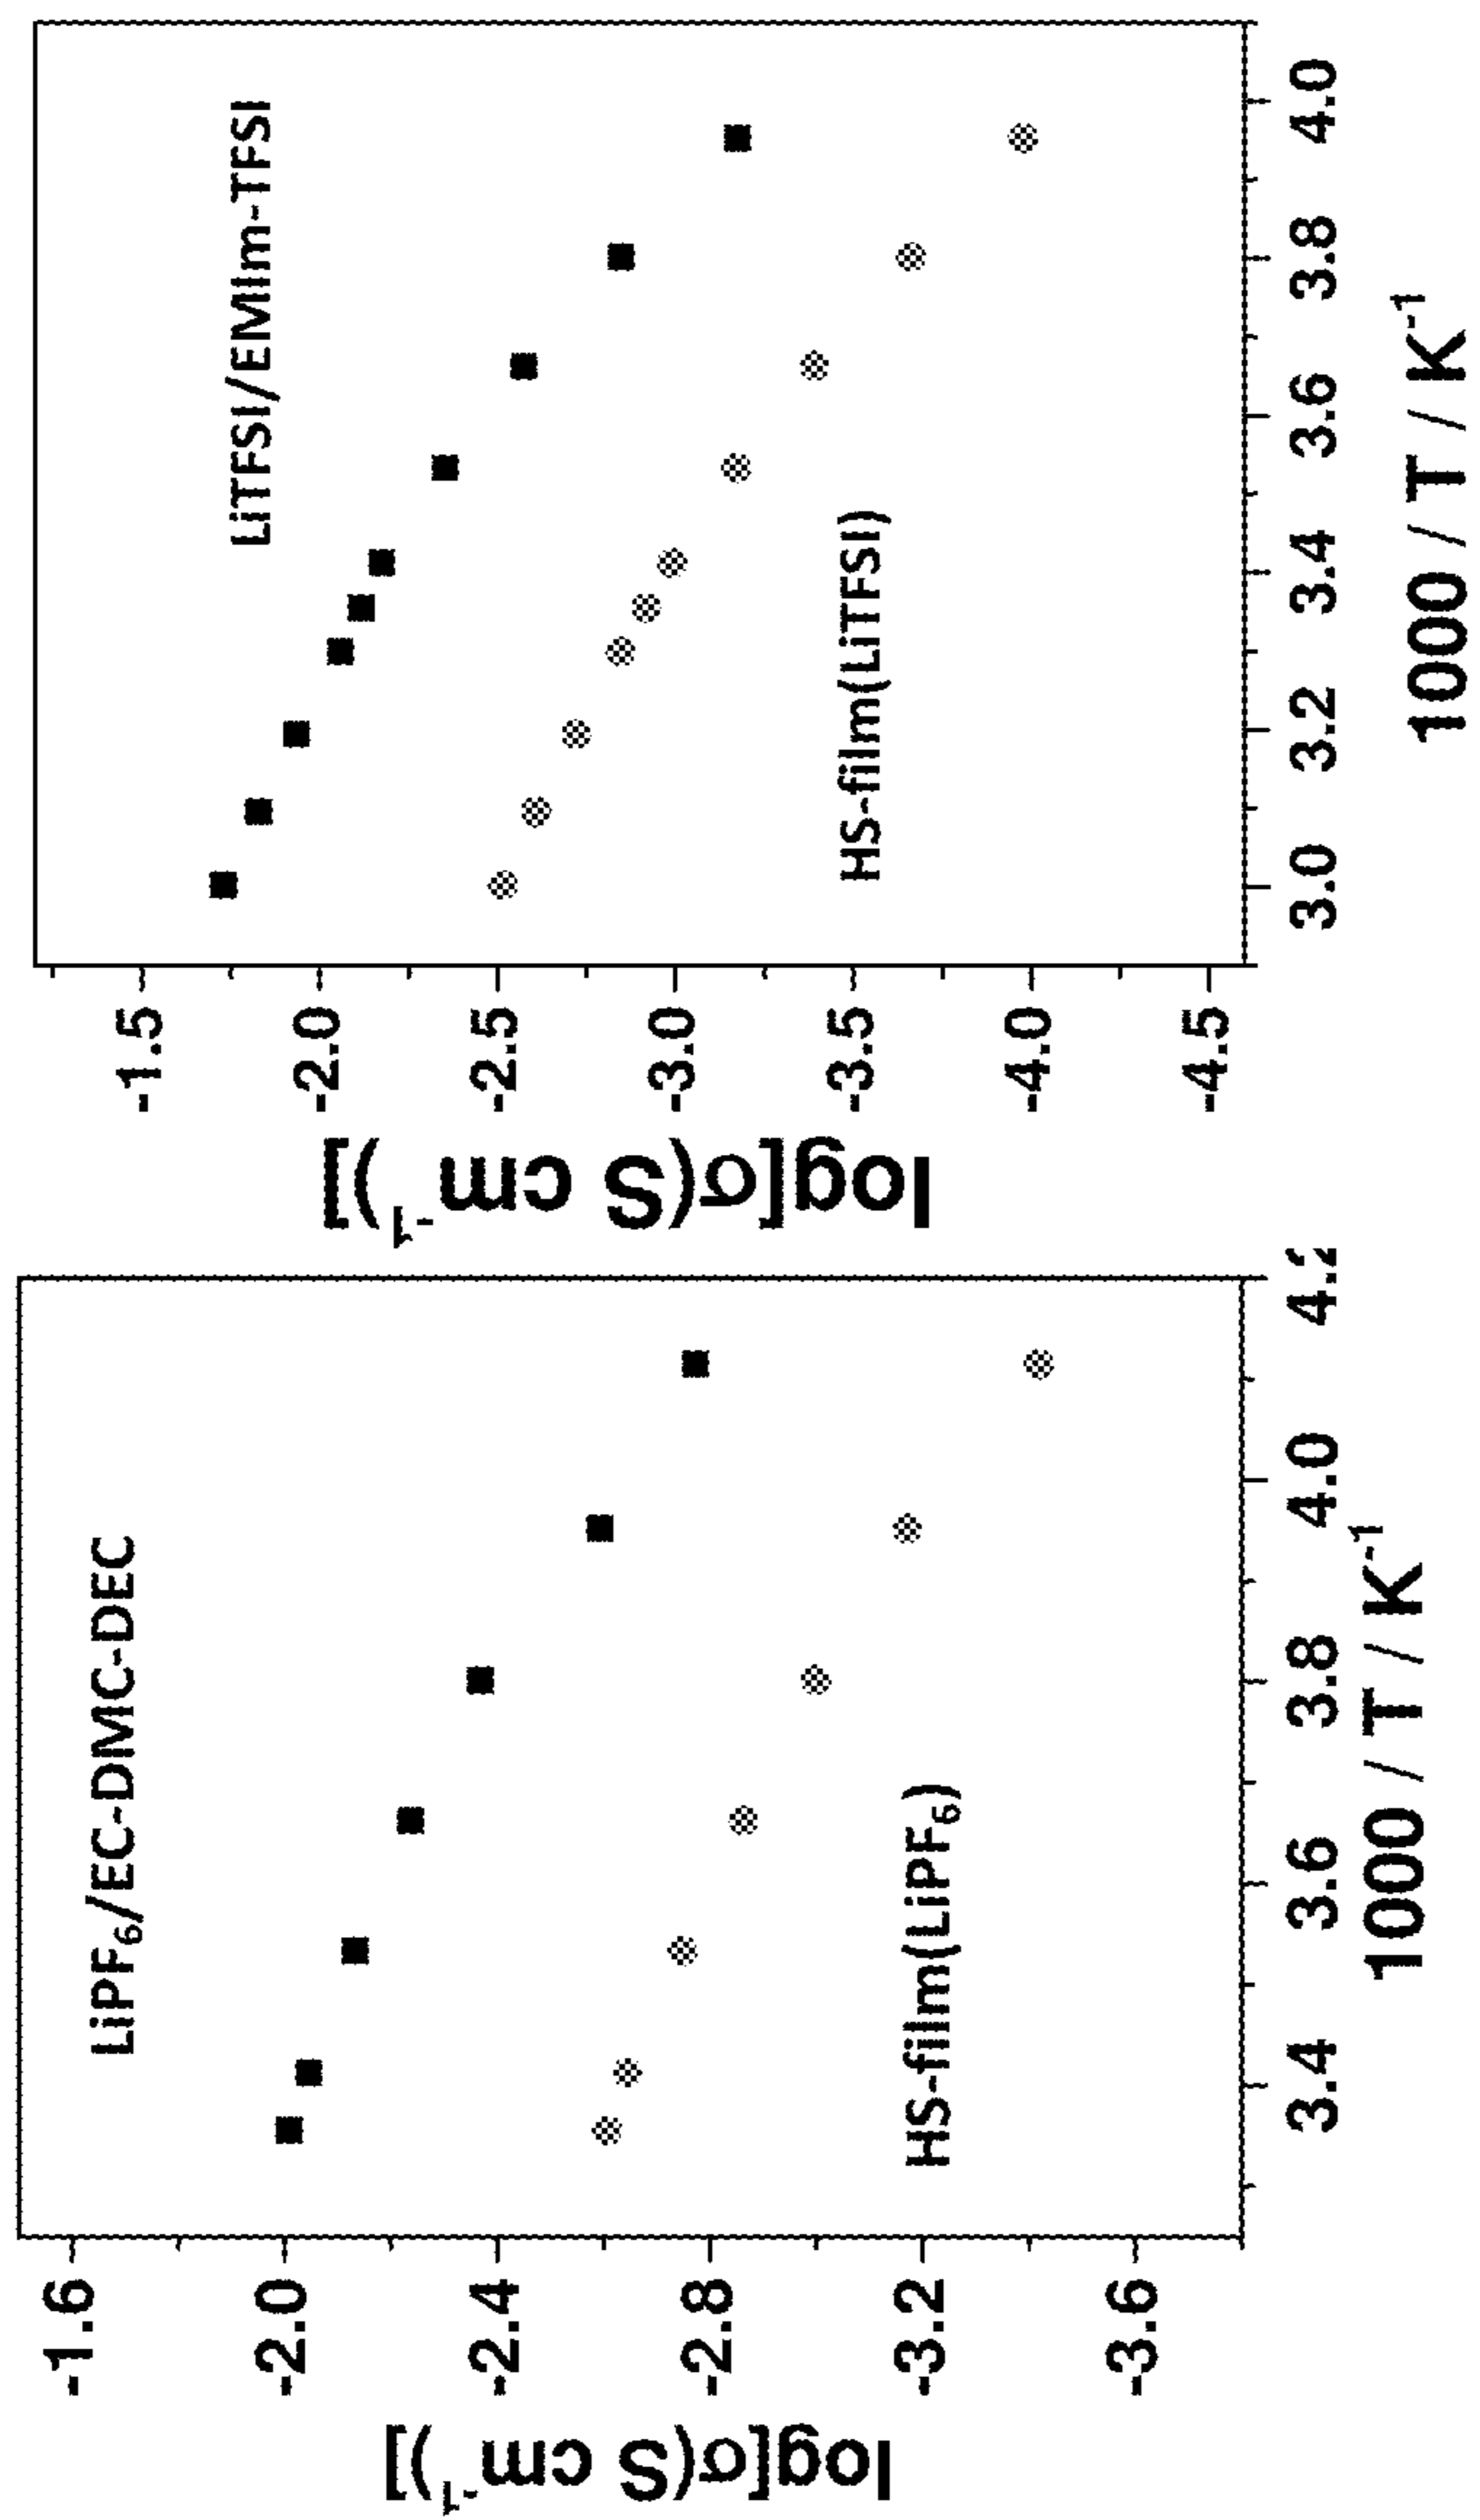 log[σ(S cm⁻¹)]
-1.6
-2.0
-2.4
-2.8
-3.2
-3.6
LiPF₆/EC-DMC-DEC
HS-film(LiPF₆)
3.4 3.6 3.8 4.0 4.2
1000 / T / K⁻¹
log[σ(S cm⁻¹)]
-1.5
-2.0
-2.5
-3.0
-3.5
-4.0
-4.5
LiTFSI/EMIm-TFSI
HS-film(LiTFSI)
3.0 3.2 3.4 3.6 3.8 4.0
1000 / T / K⁻¹